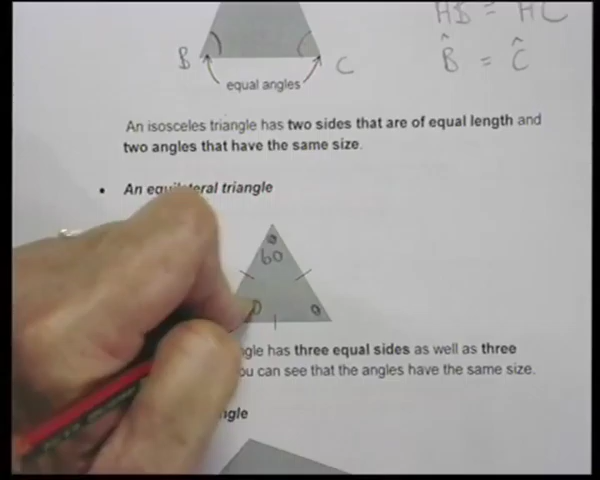 AB = AC
B̂ = Ĉ
B
C
equal angles
An isosceles triangle has two sides that are of equal length and
two angles that have the same size.
• An equilateral triangle
60
gle has three equal sides as well as three
ou can see that the angles have the same size.
gle